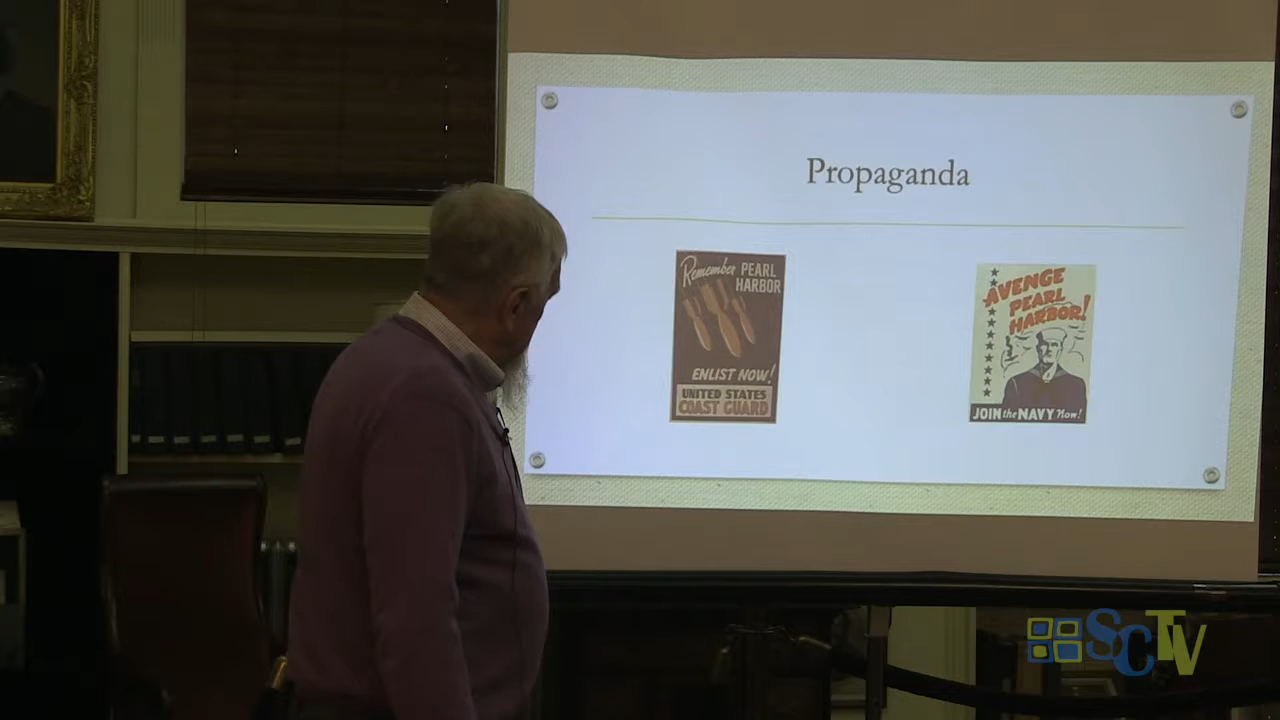 Propaganda
Remember PEARL
HARBOR
ENLIST NOW!
UNITED STATES
COAST GUARD
AVENGE
PEARL
HARBOR!
JOIN the NAVY Now!
SCTV